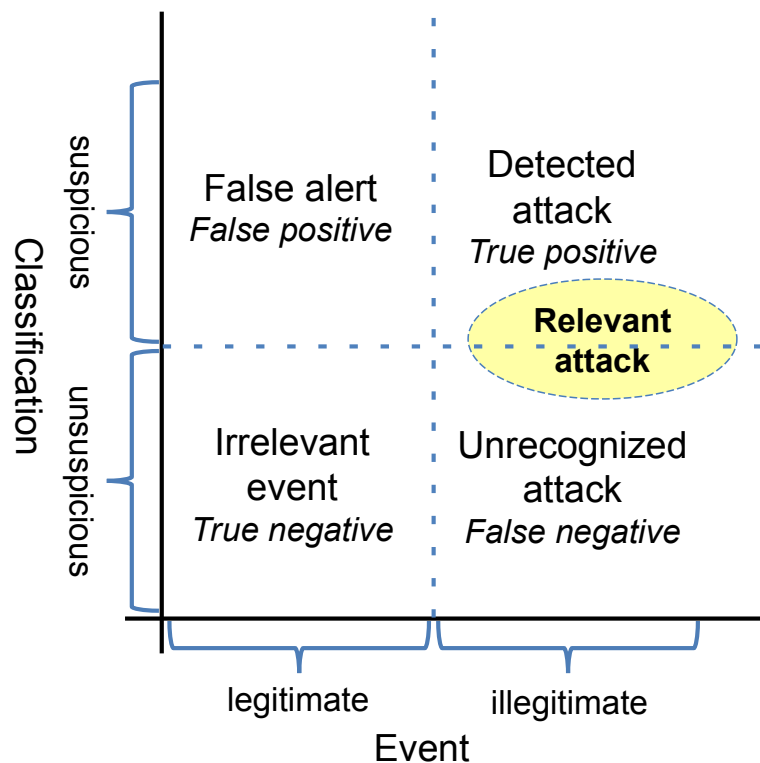 Classification
suspicious
unsuspicious
False alert
False positive
Detected
attack
True positive
Relevant
attack
Irrelevant
event
True negative
Unrecognized
attack
False negative
legitimate
illegitimate
Event